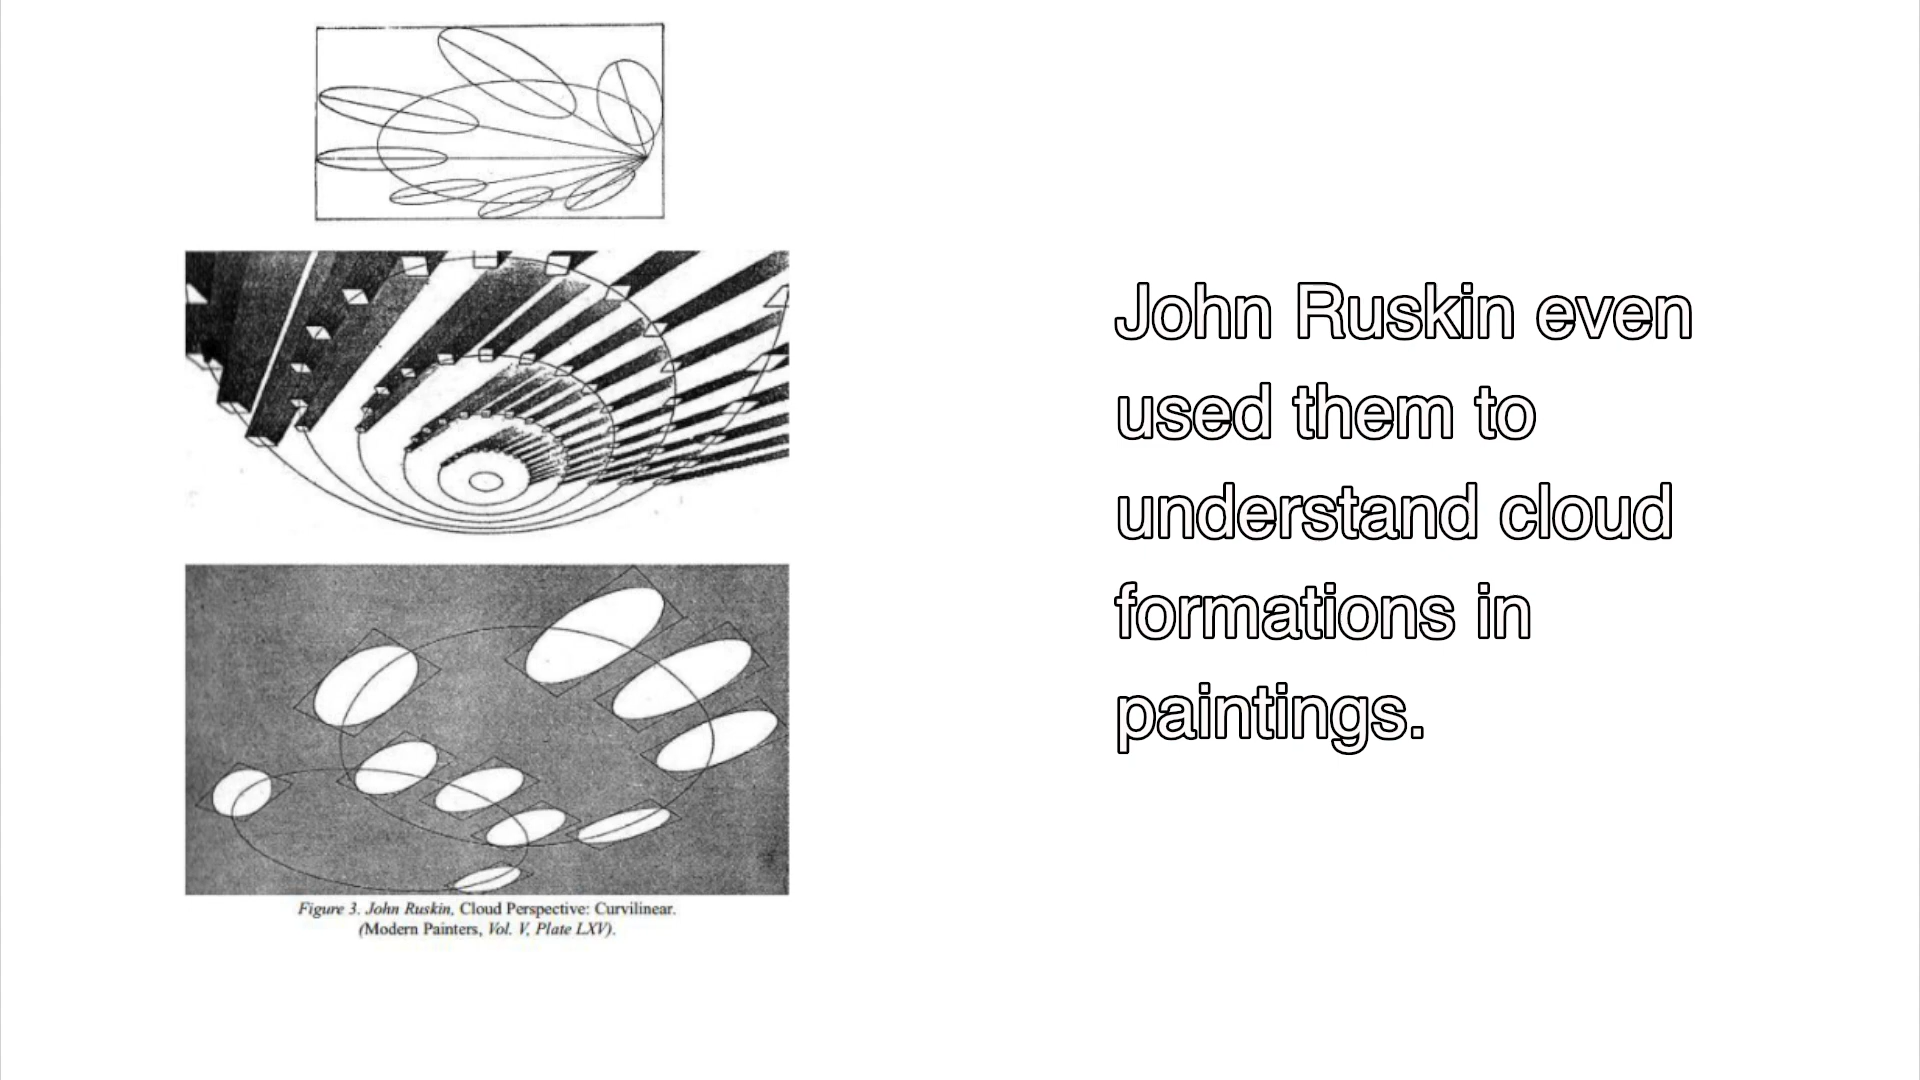 Figure 3. John Ruskin, Cloud Perspective: Curvilinear.
(Modern Painters, Vol. V, Plate LXV).
John Ruskin even
used them to
understand cloud
formations in
paintings.